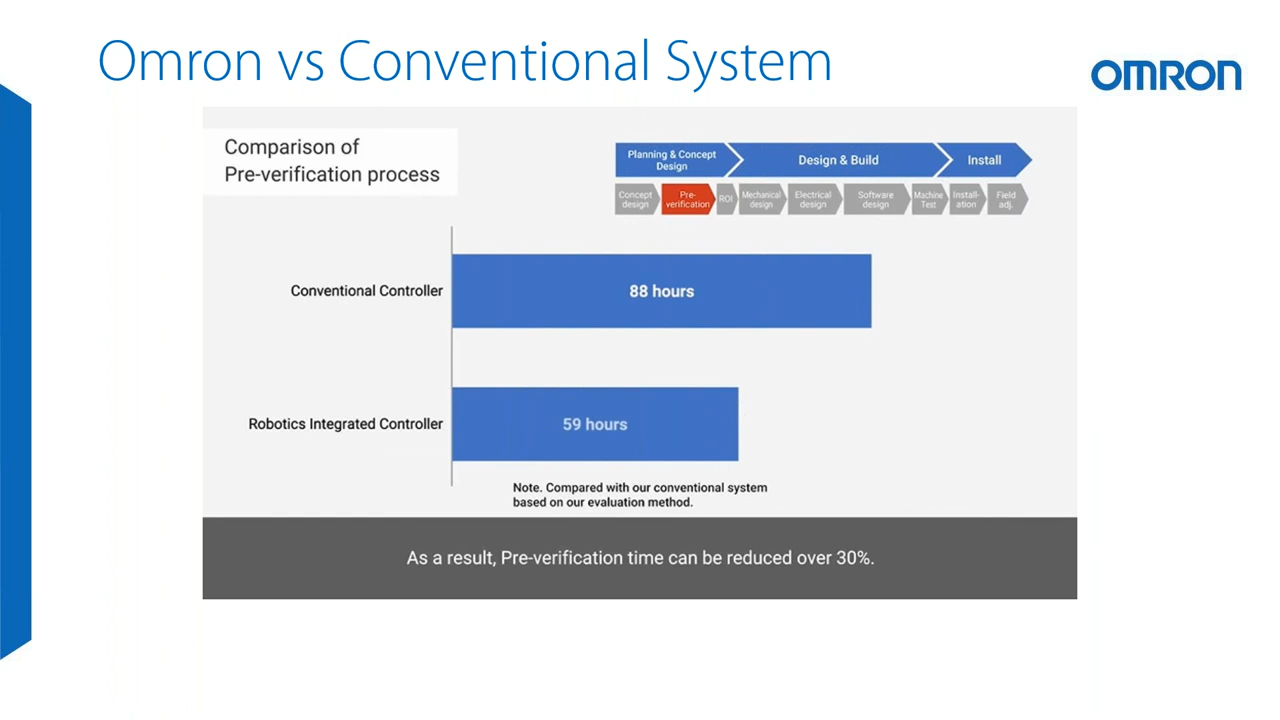 Omron vs Conventional System
OMRON
Comparison of
Pre-verification process
Planning & Concept
Design
Design & Build
Install
Concept
design
Pre-
verification
ROI
Mechanical
design
Electrical
design
Software
design
Machine
Test
Install-
ation
Field
adj.
Conventional Controller
88 hours
Robotics Integrated Controller
59 hours
Note. Compared with our conventional system
based on our evaluation method.
As a result, Pre-verification time can be reduced over 30%.